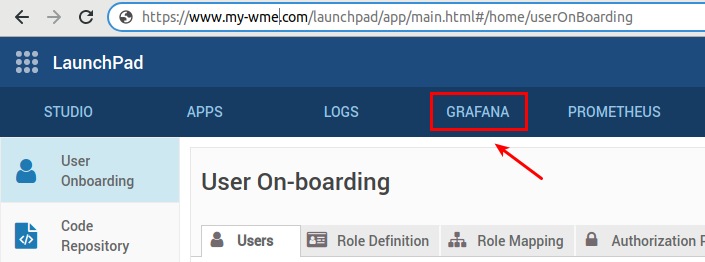 https://www.my-wme.com/launchpad/app/main.html#/home/userOnBoarding
LaunchPad
STUDIO APPS LOGS GRAFANA PROMETHEUS
User
Onboarding
User On-boarding
Code
Repository
Users Role Definition Role Mapping Authorization